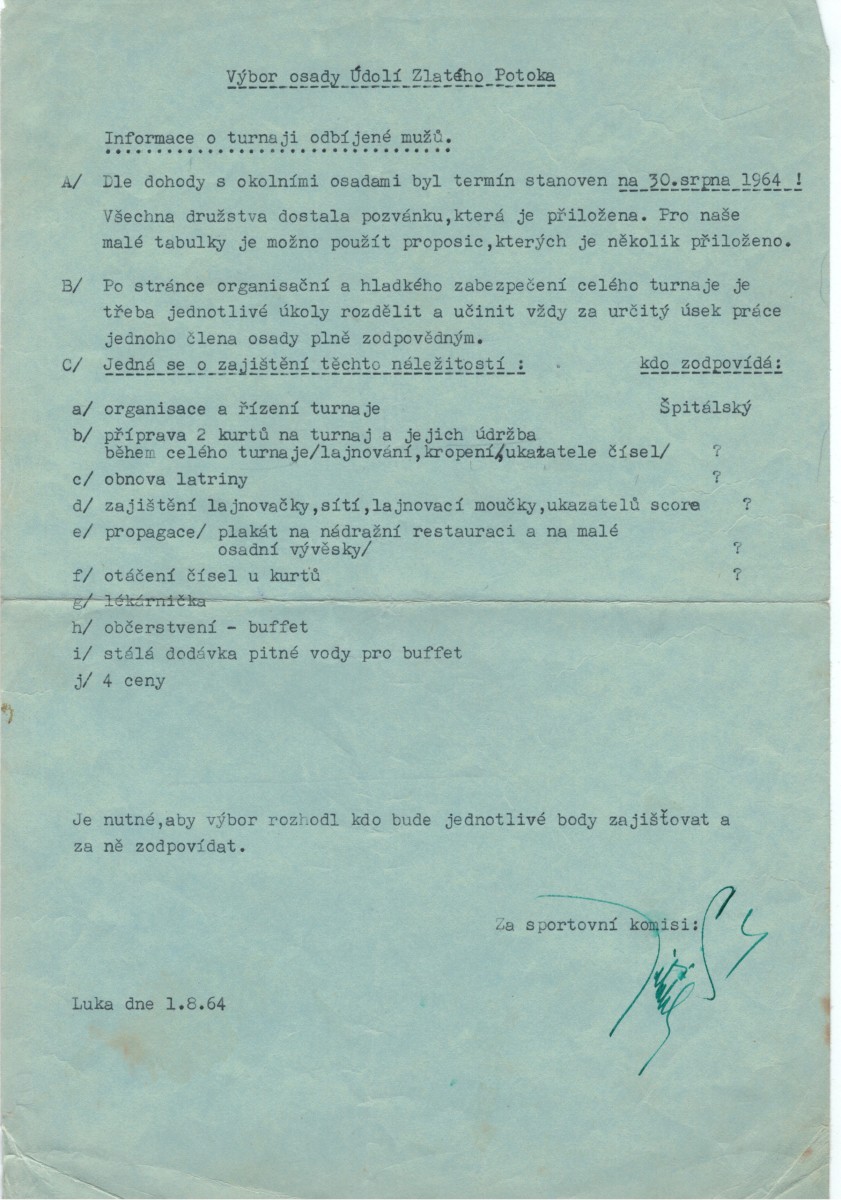 Výbor osady Údolí Zlatého Potoka
Informace o turnaji odbíjené mužů.
A/ Dle dohody s okolními osadami byl termín stanoven na 30.srpna 1964 !
Všechna družstva dostala pozvánku,která je přiložena. Pro naše
malé tabulky je možno použít proposic,kterých je několik přiloženo.
B/ Po stránce organisační a hladkého zabezpečení celého turnaje je
třeba jednotlivé úkoly rozdělit a učinit vždy za určitý úsek práce
jednoho člena osady plně zodpovědným.
C/ Jedná se o zajištění těchto náležitostí : kdo zodpovídá:
a/ organisace a řízení turnaje Špitálský
b/ příprava 2 kurtů na turnaj a jejich údržba
během celého turnaje/lajnování,kropení,ukazatele čísel/ ?
c/ obnova latriny ?
d/ zajištění lajnovačky,sítí,lajnovací moučky,ukazatelů score ?
e/ propagace/ plakát na nádražní restauraci a na malé
osadní vývěsky/ ?
f/ otáčení čísel u kurtů ?
g/ lékárnička
h/ občerstvení - buffet
i/ stálá dodávka pitné vody pro buffet
j/ 4 ceny
Je nutné,aby výbor rozhodl kdo bude jednotlivé body zajišťovat a
za ně zodpovídat.
Za sportovní komisi:
Luka dne 1.8.64